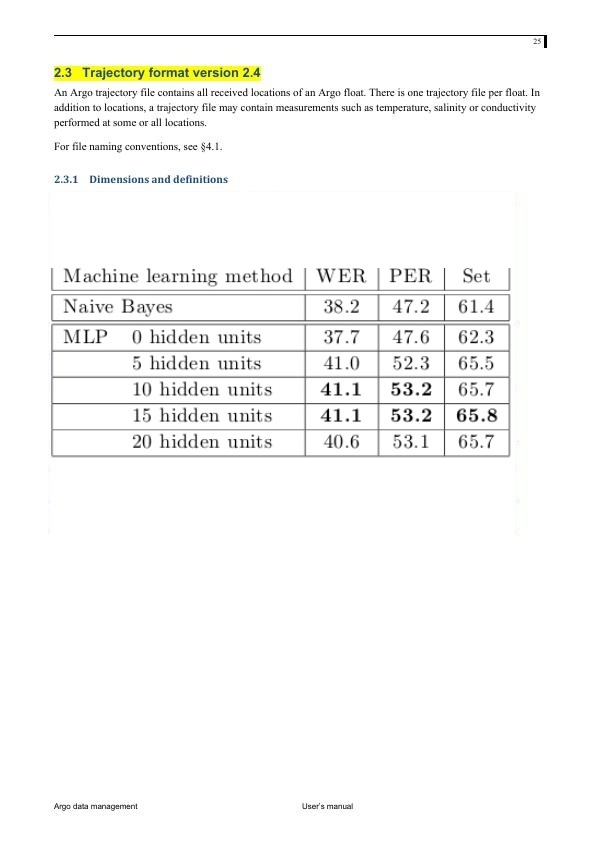 25
2.3 Trajectory format version 2.4
An Argo trajectory file contains all received locations of an Argo float. There is one trajectory file per float. In
addition to locations, a trajectory file may contain measurements such as temperature, salinity or conductivity
performed at some or all locations.
For file naming conventions, see §4.1.
2.3.1 Dimensions and definitions
Machine learning method WER PER Set
Naive Bayes 38.2 47.2 61.4
MLP 0 hidden units 37.7 47.6 62.3
5 hidden units 41.0 52.3 65.5
10 hidden units 41.1 53.2 65.7
15 hidden units 41.1 53.2 65.8
20 hidden units 40.6 53.1 65.7
Argo data management User's manual